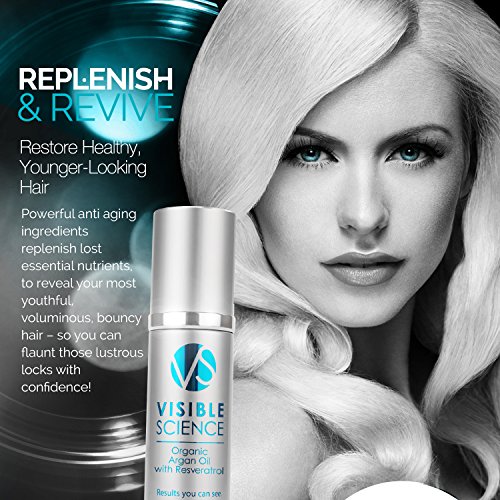 REPLENISH
& REVIVE
Restore Healthy,
Younger-Looking
Hair
Powerful anti aging
ingredients
replenish lost
essential nutrients,
to reveal your most
youthful,
voluminous, bouncy
hair – so you can
flaunt those lustrous
locks with
confidence!
VS
VISIBLE
SCIENCE
Organic
Argan Oil
with Resveratrol
Results you can see